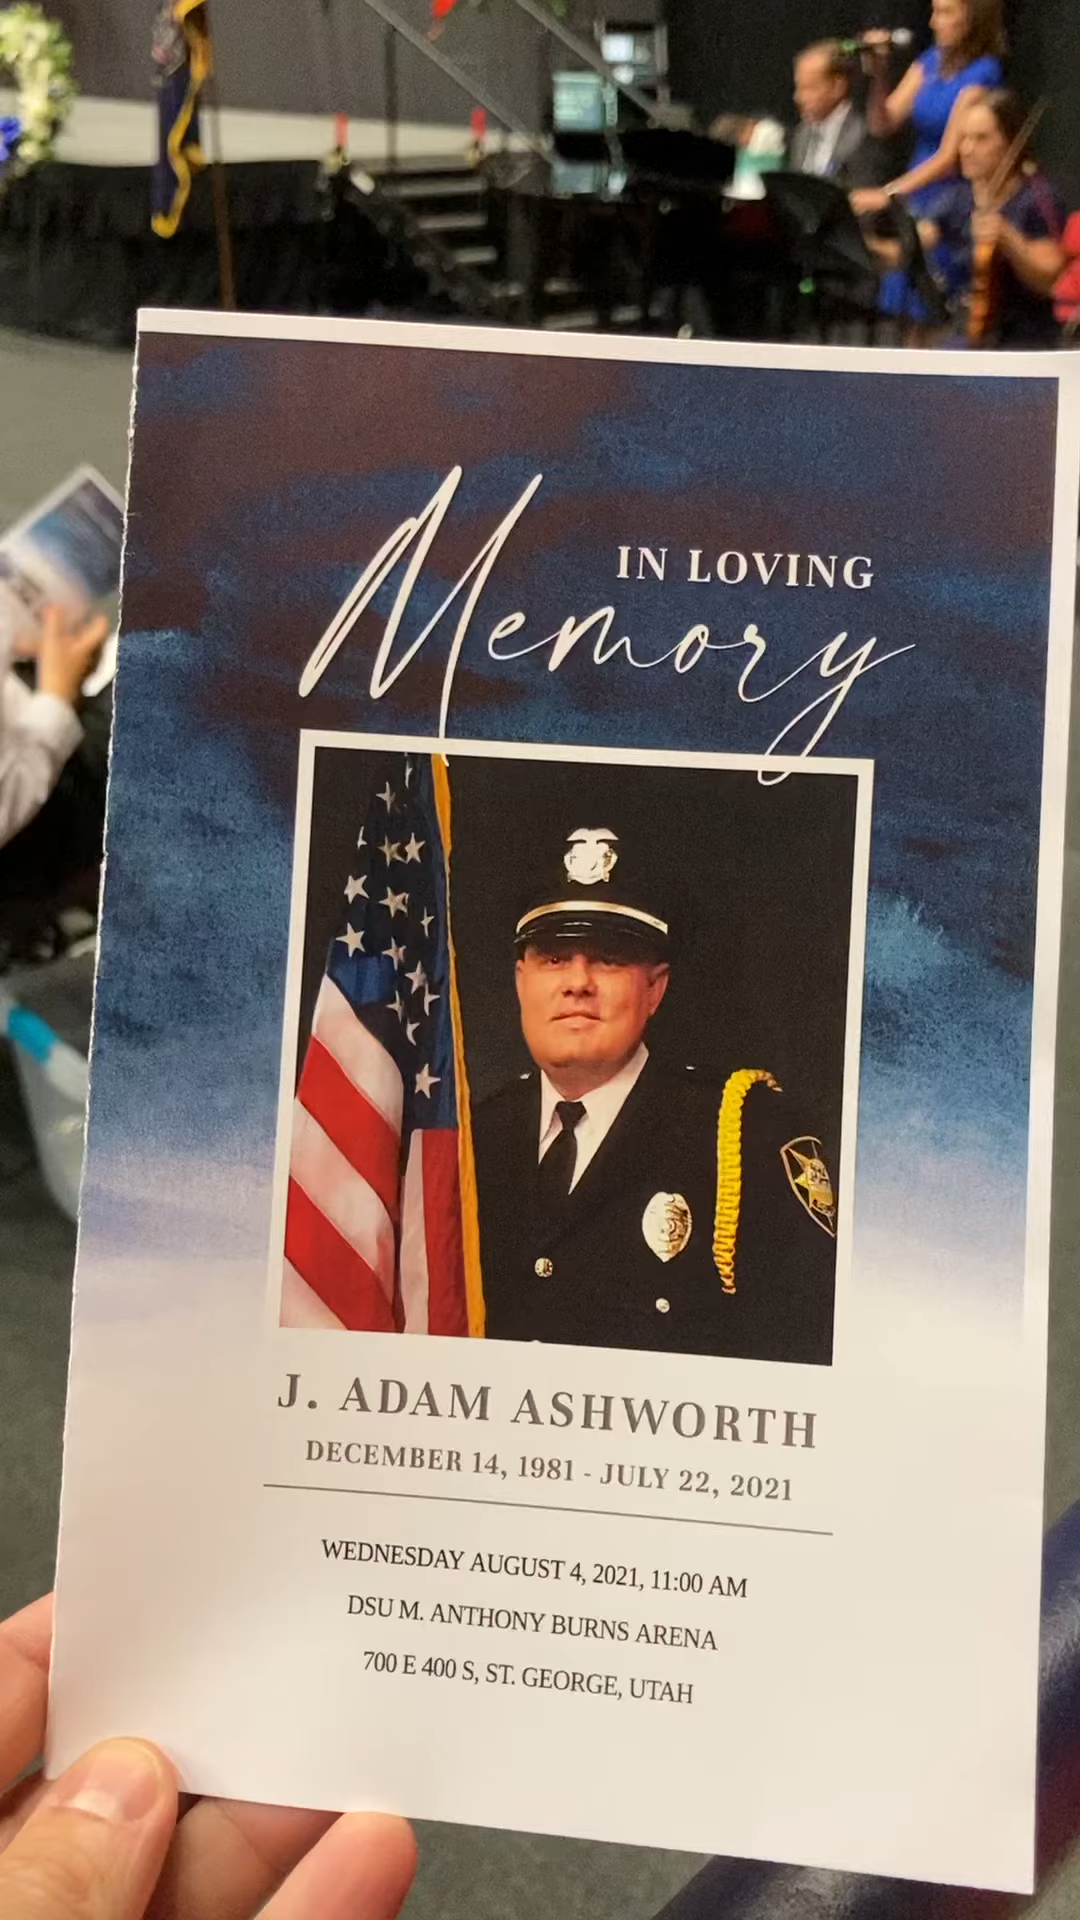 IN LOVING
Memory
J. ADAM ASHWORTH
DECEMBER 14, 1981 - JULY 22, 2021
WEDNESDAY AUGUST 4, 2021, 11:00 AM
DSU M. ANTHONY BURNS ARENA
700 E 400 S, ST. GEORGE, UTAH